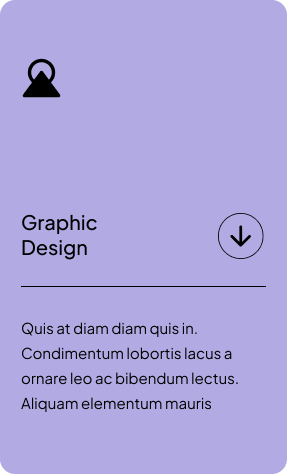 Graphic
Design
Quis at diam diam quis in.
Condimentum lobortis lacus a
ornare leo ac bibendum lectus.
Aliquam elementum mauris